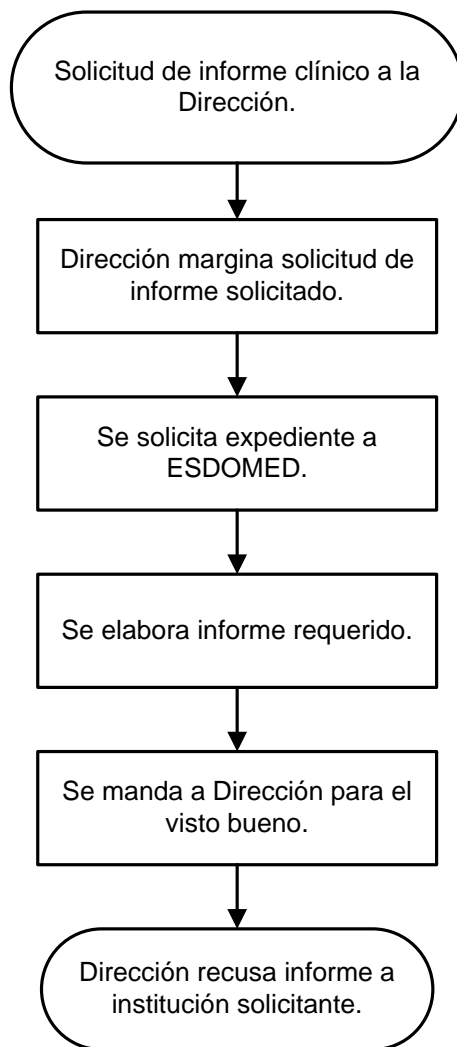 Solicitud de informe clínico a la
Dirección.
Dirección margina solicitud de
informe solicitado.
Se solicita expediente a
ESDOMED.
Se elabora informe requerido.
Se manda a Dirección para el
visto bueno.
Dirección recusa informe a
institución solicitante.